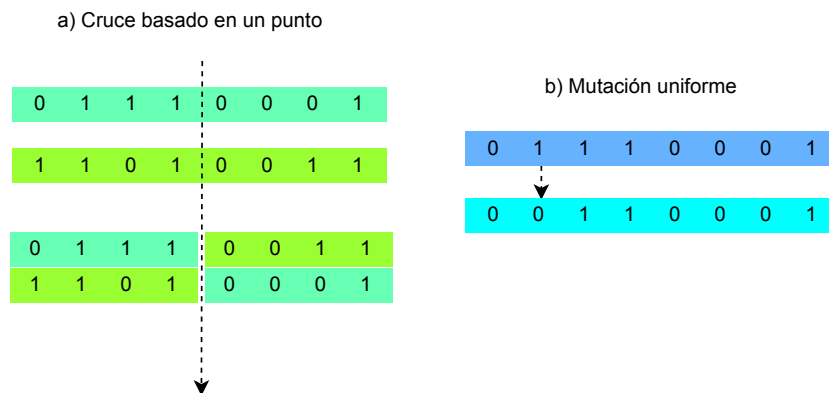 a) Cruce basado en un punto
0 1 1 1 0 0 0 1
1 1 0 1 0 0 1 1
0 1 1 1 0 0 1 1
1 1 0 1 0 0 0 1
b) Mutación uniforme
0 1 1 1 0 0 0 1
0 0 1 1 0 0 0 1